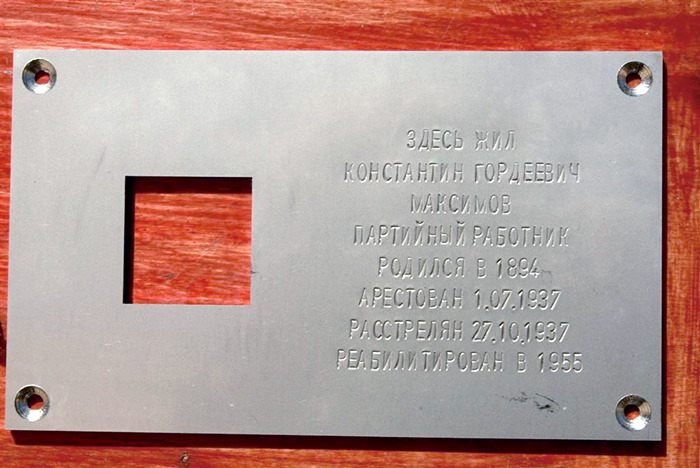 ЗДЕСЬ ЖИЛ
КОНСТАНТИН ГОРДЕЕВИЧ
МАКСИМОВ
ПАРТИЙНЫЙ РАБОТНИК
РОДИЛСЯ В 1894
АРЕСТОВАН 1.07.1937
РАССТРЕЛЯН 27.10.1937
РЕАБИЛИТИРОВАН В 1955